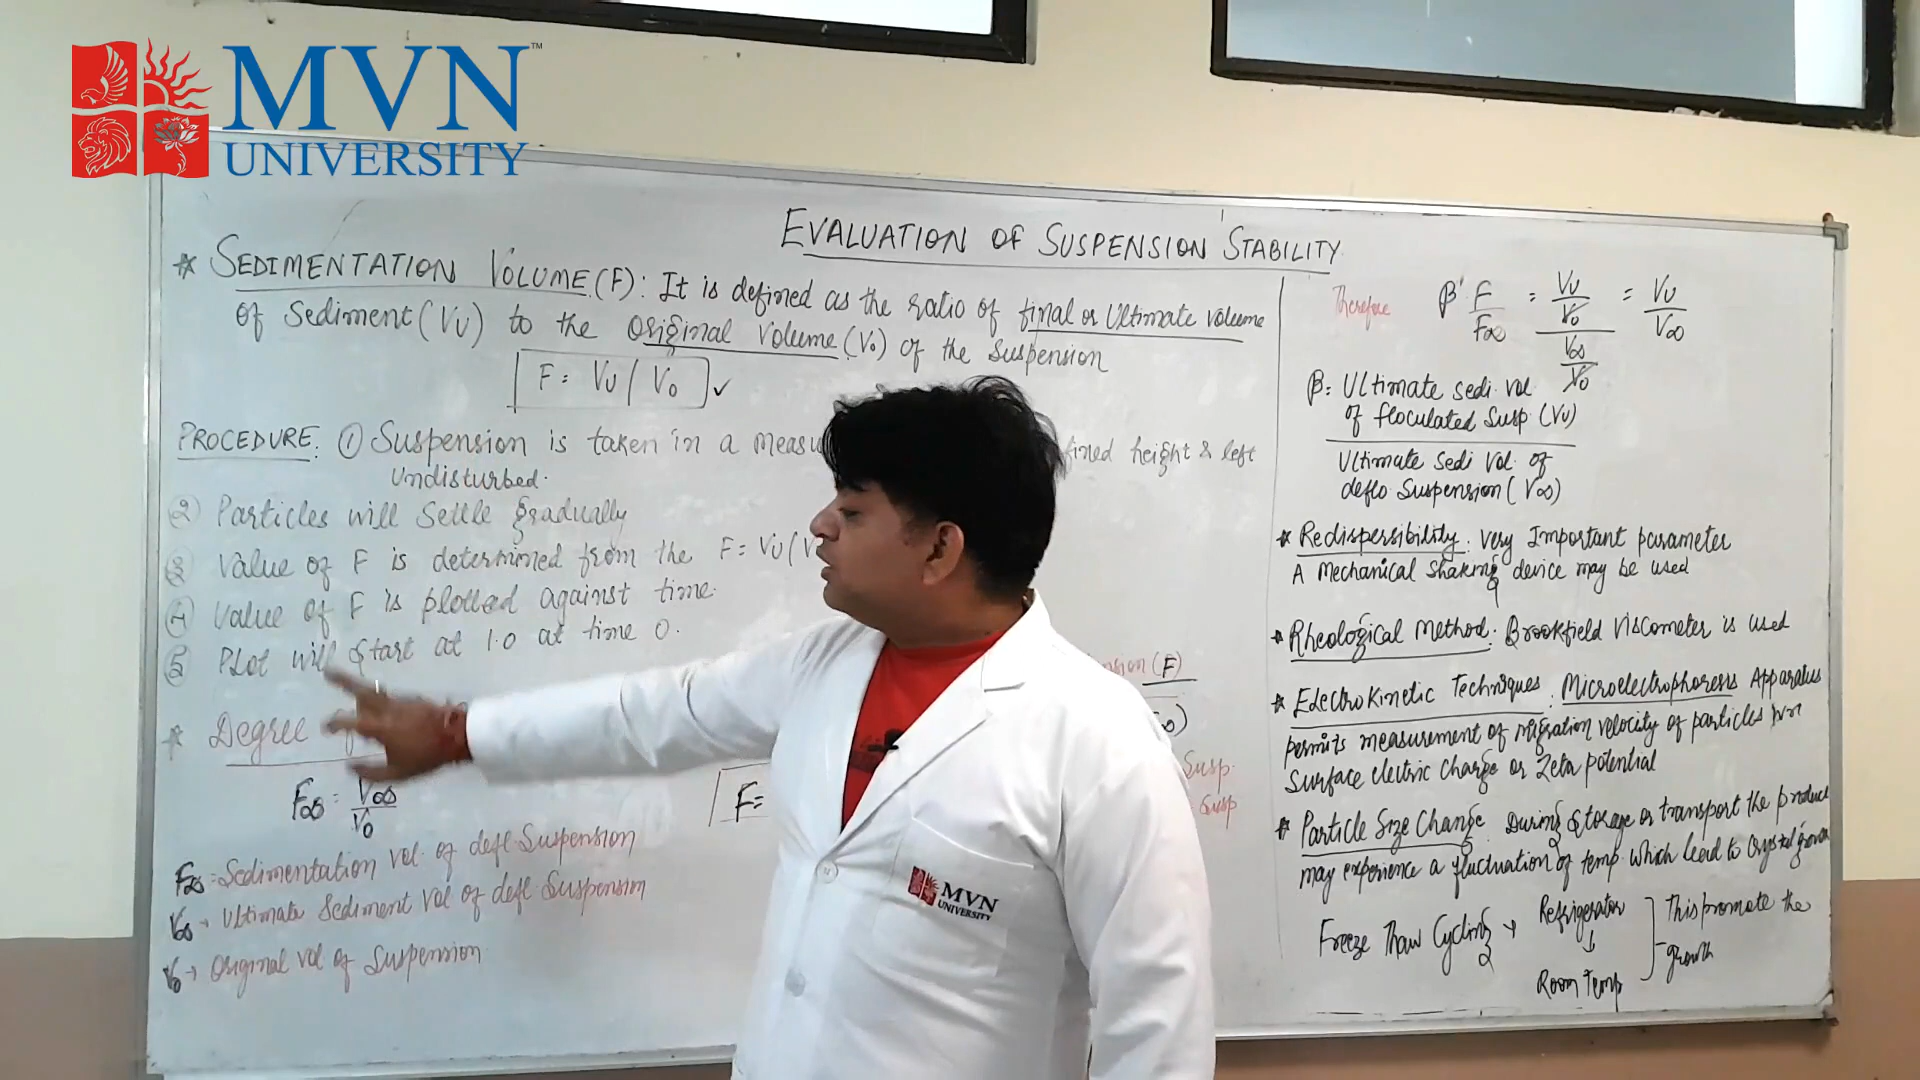 MVN™
UNIVERSITY
EVALUATION OF SUSPENSION STABILITY
* SEDIMENTATION VOLUME (F) : It is defined as the ratio of final or Ultimate volume
of Sediment (Vu) to the Original Volume (V₀) of the Suspension
F = Vu / V₀ ✓
PROCEDURE: ① Suspension is taken in a measu fined height & left
Undisturbed.
② Particles will Settle gradually
③ Value of F is determined from the F = Vu/V
④ Value of F is plotted against time.
⑤ Plot will start at 1.0 at time 0.
* Degree
nsion (F)
∞)
F∞ = V∞
V₀
F=
Susp.
Susp
F∞ = Sedimentation vol. of defl. Suspension
V∞ → Ultimate Sediment Vol of defl. Suspension
V₀ → Original vol of Suspension
Therefore β' F/F∞ = (Vu/V₀)/(V∞/V₀) = Vu/V∞
β = Ultimate sedi. vol
of floculated Susp (Vu)
Ultimate Sedi Vol. of
deflo Suspension (V∞)
* Redispersibility : Very Important parameter
A Mechanical Shaking device may be used
* Rheological Method : Brookfield Viscometer is used
* Electrokinetic Techniques : Microelectrophoresis Apparatus
permits measurement of migration velocity of particles
Surface electric charge or Zeta potential
* Particle Size Change During Storage or transport the product
may experience a fluctuation of temp. which lead to Crystal
Freeze Thaw Cycling → Refrigerator
↓
Room Temp
This promote the
growth
MVN
UNIVERSITY